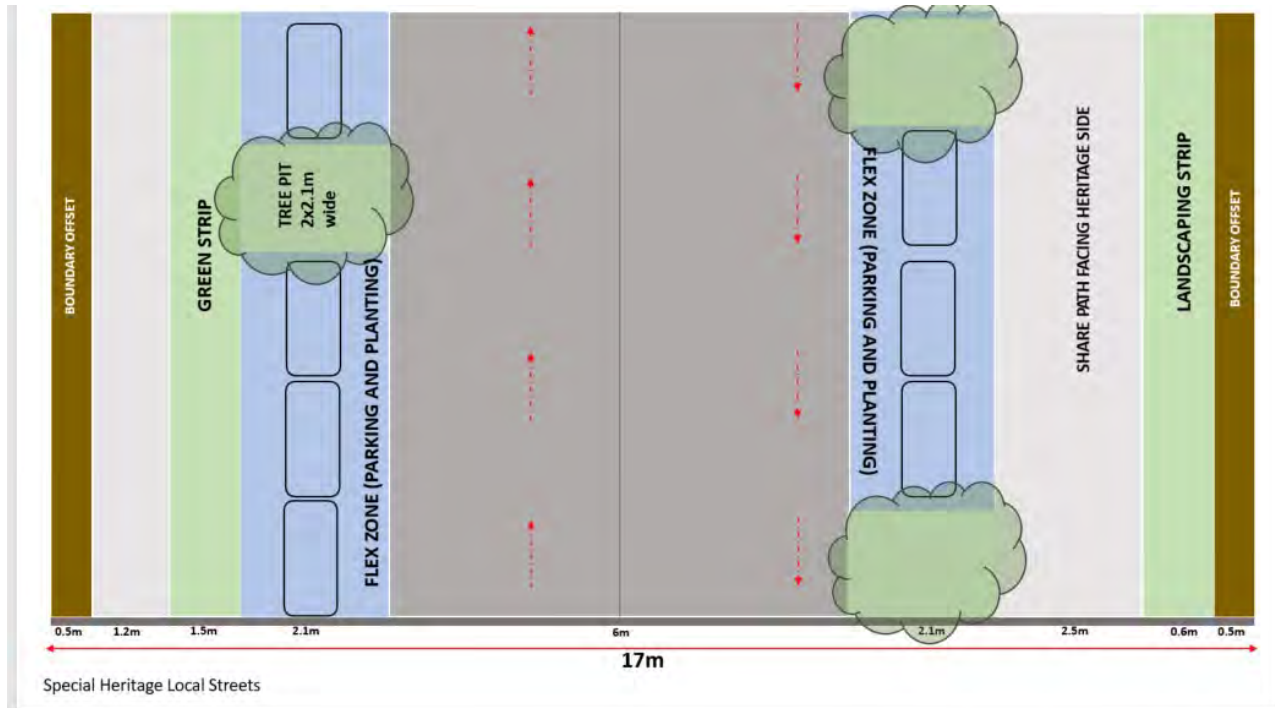 BOUNDARY OFFSET
GREEN STRIP
TREE PIT
2x2.1m
wide
FLEX ZONE (PARKING AND PLANTING)
FLEX ZONE (PARKING AND PLANTING)
SHARE PATH FACING HERITAGE SIDE
LANDSCAPING STRIP
BOUNDARY OFFSET
0.5m 1.2m 1.5m 2.1m 6m 2.1m 2.5m 0.6m 0.5m
17m
Special Heritage Local Streets